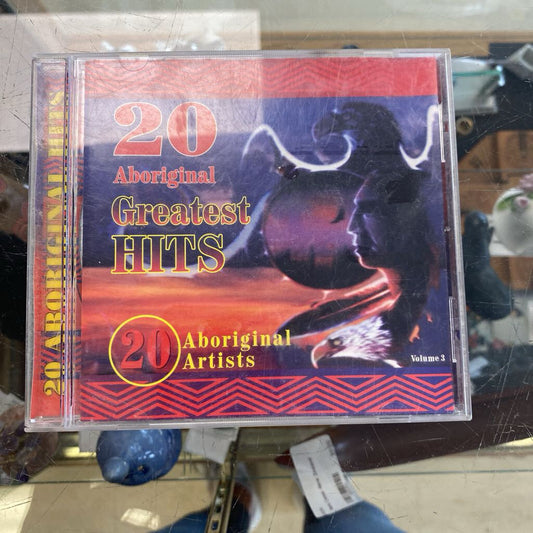 20 ABORIGINAL HITS
20
Aboriginal
Greatest
HITS
20
Aboriginal
Artists
Volume 3